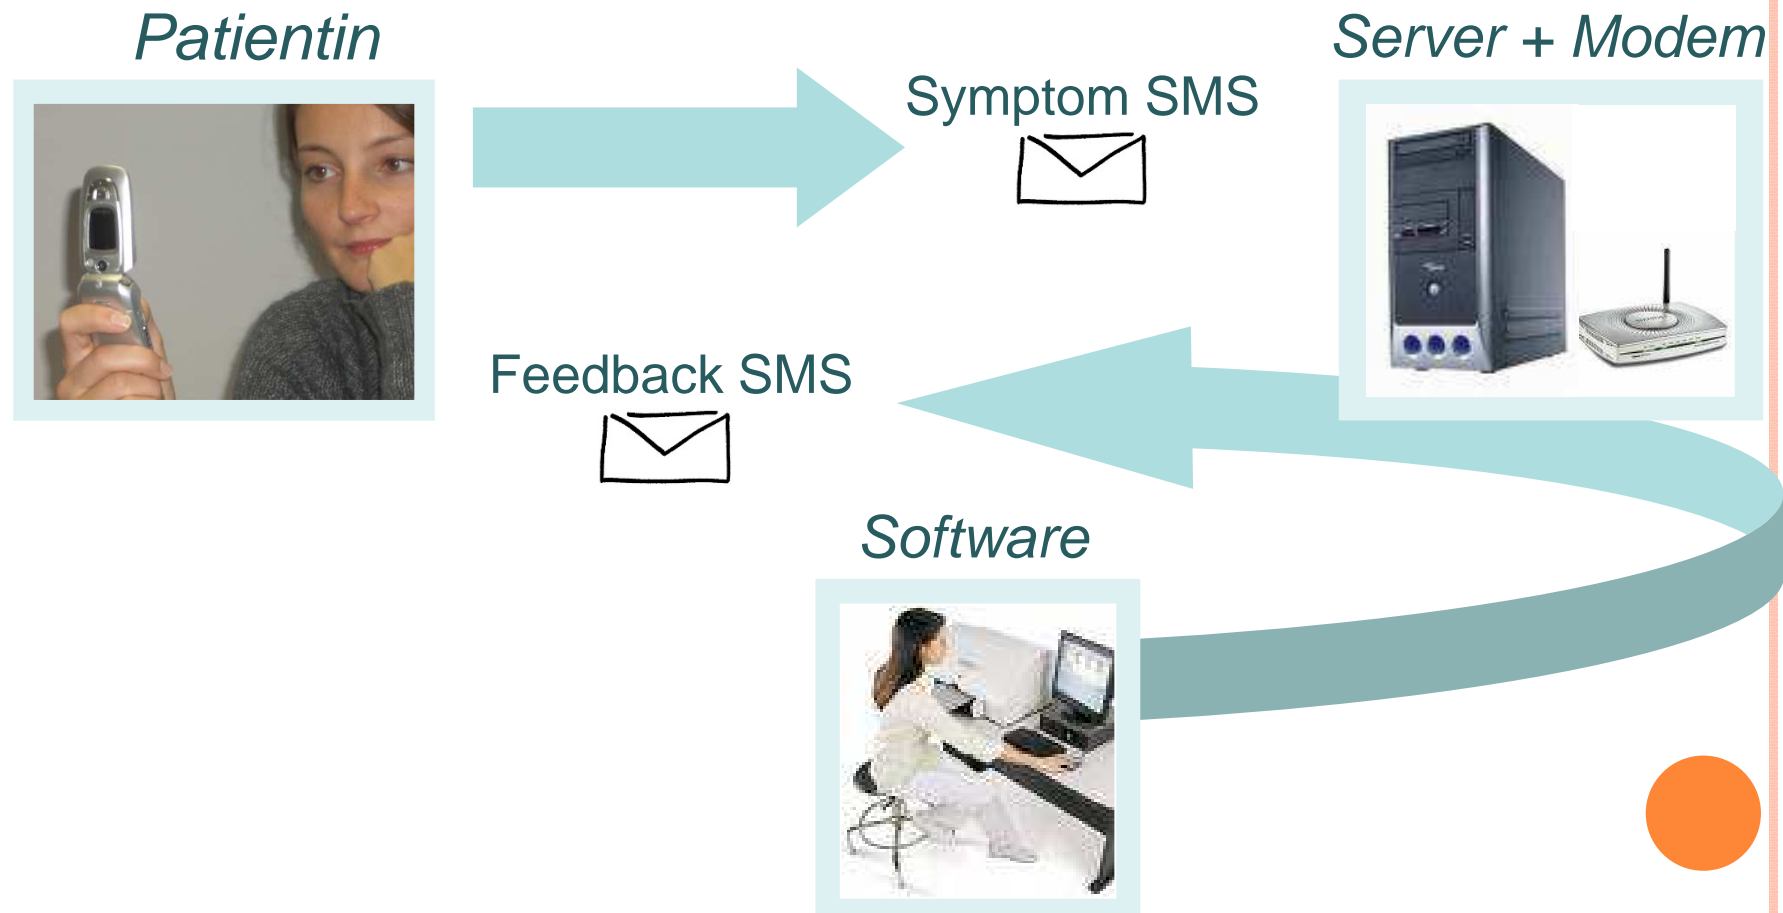 Patientin
Server + Modem
Symptom SMS
Feedback SMS
Software